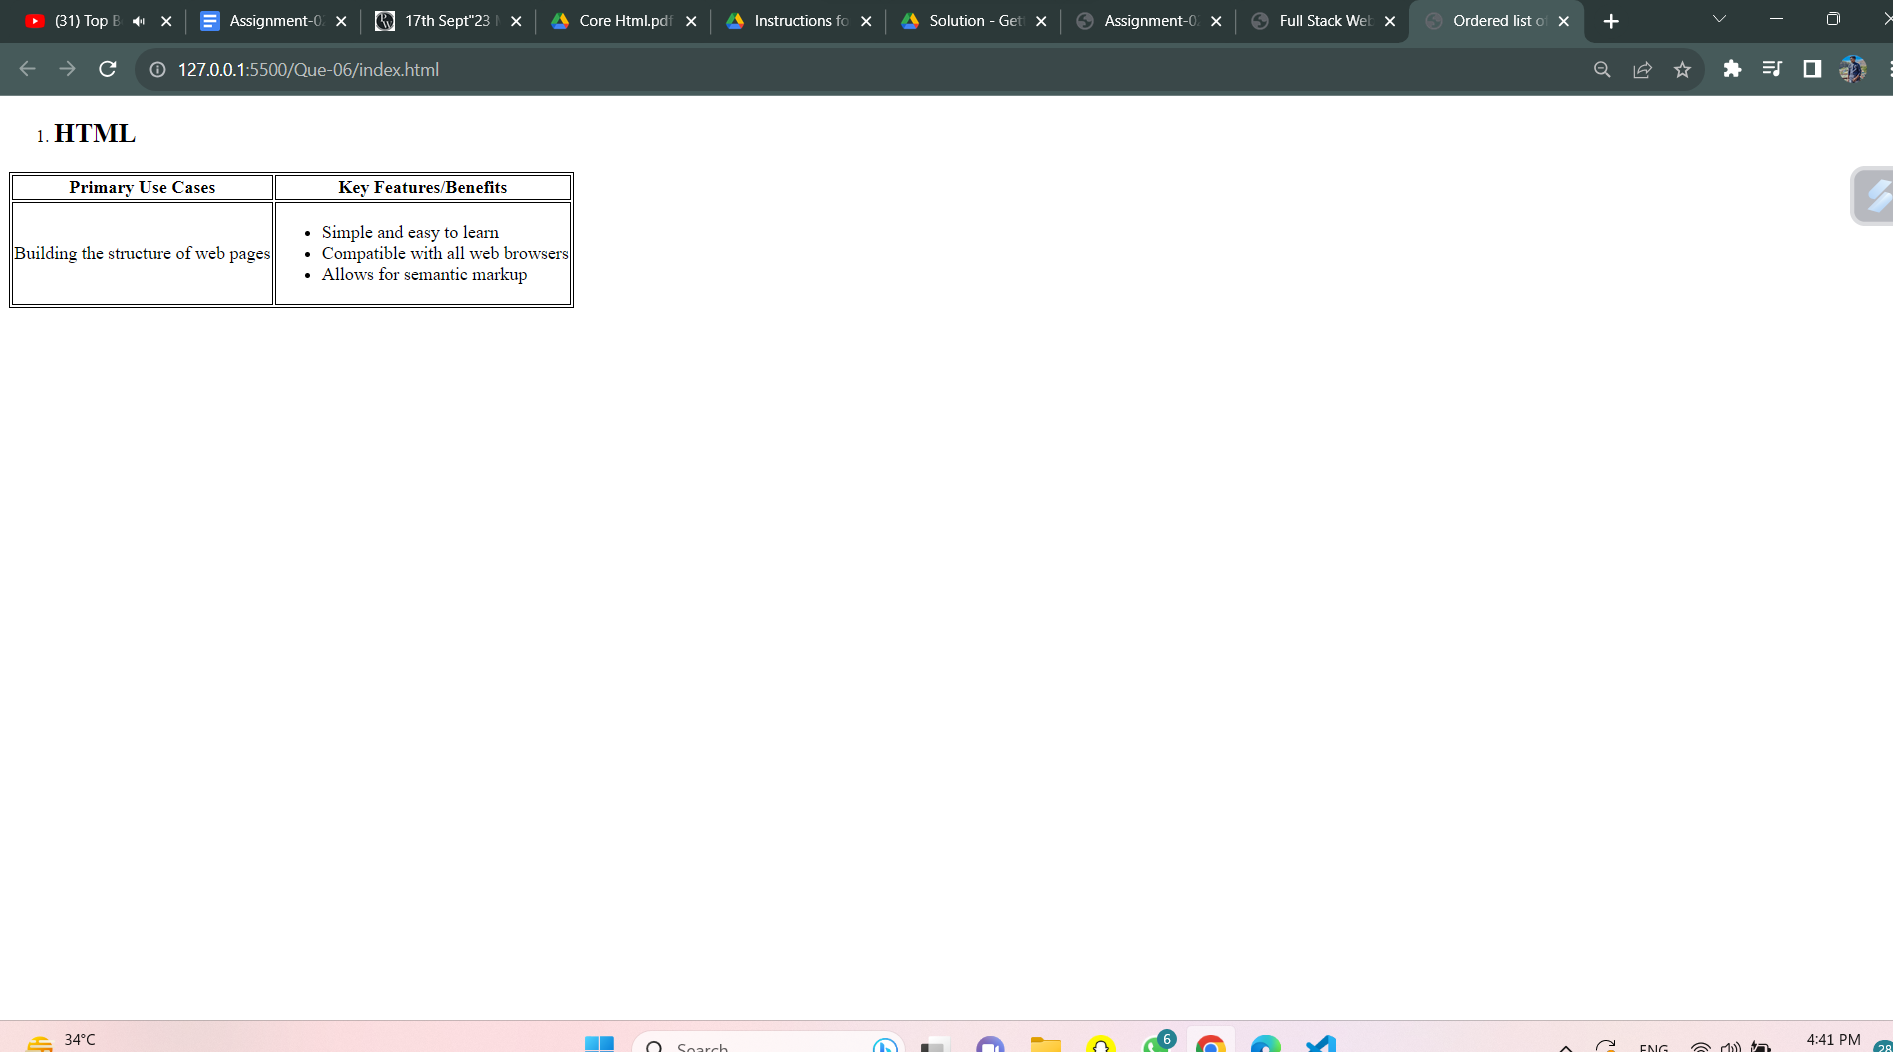 (31) Top B
Assignment-0
17th Sept"23
Core Html.pdf
Instructions fo
Solution - Get
Assignment-0
Full Stack Web
Ordered list of
127.0.0.1:5500/Que-06/index.html
1. HTML
Primary Use Cases Key Features/Benefits
Building the structure of web pages
• Simple and easy to learn
• Compatible with all web browsers
• Allows for semantic markup
34°C
Search
6
ENG
4:41 PM
28